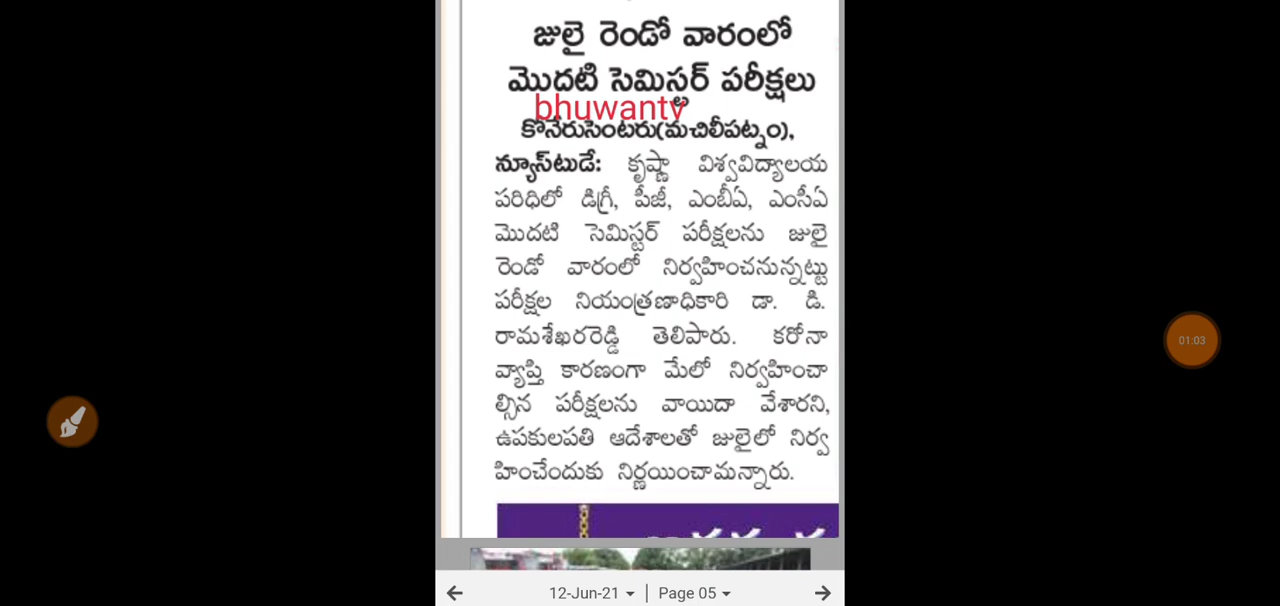 జులై రెండో వారంలో
మొదటి సెమిస్టర్ పరీక్షలు
bhuwantv
కొనేరుసెంటరు(మచిలీపట్నం),
న్యూస్‌టుడే: కృష్ణా విశ్వవిద్యాలయ
పరిధిలో డిగ్రీ, పీజీ, ఎంబీఏ, ఎంసీఏ
మొదటి సెమిస్టర్ పరీక్షలను జులై
రెండో వారంలో నిర్వహించనున్నట్టు
పరీక్షల నియంత్రణాధికారి డా. డి.
రామశేఖరరెడ్డి తెలిపారు. కరోనా
వ్యాప్తి కారణంగా మేలో నిర్వహించా
ల్సిన పరీక్షలను వాయిదా వేశారని,
ఉపకులపతి ఆదేశాలతో జులైలో నిర్వ
హించేందుకు నిర్ణయించామన్నారు.
01:03
12-Jun-21 Page 05